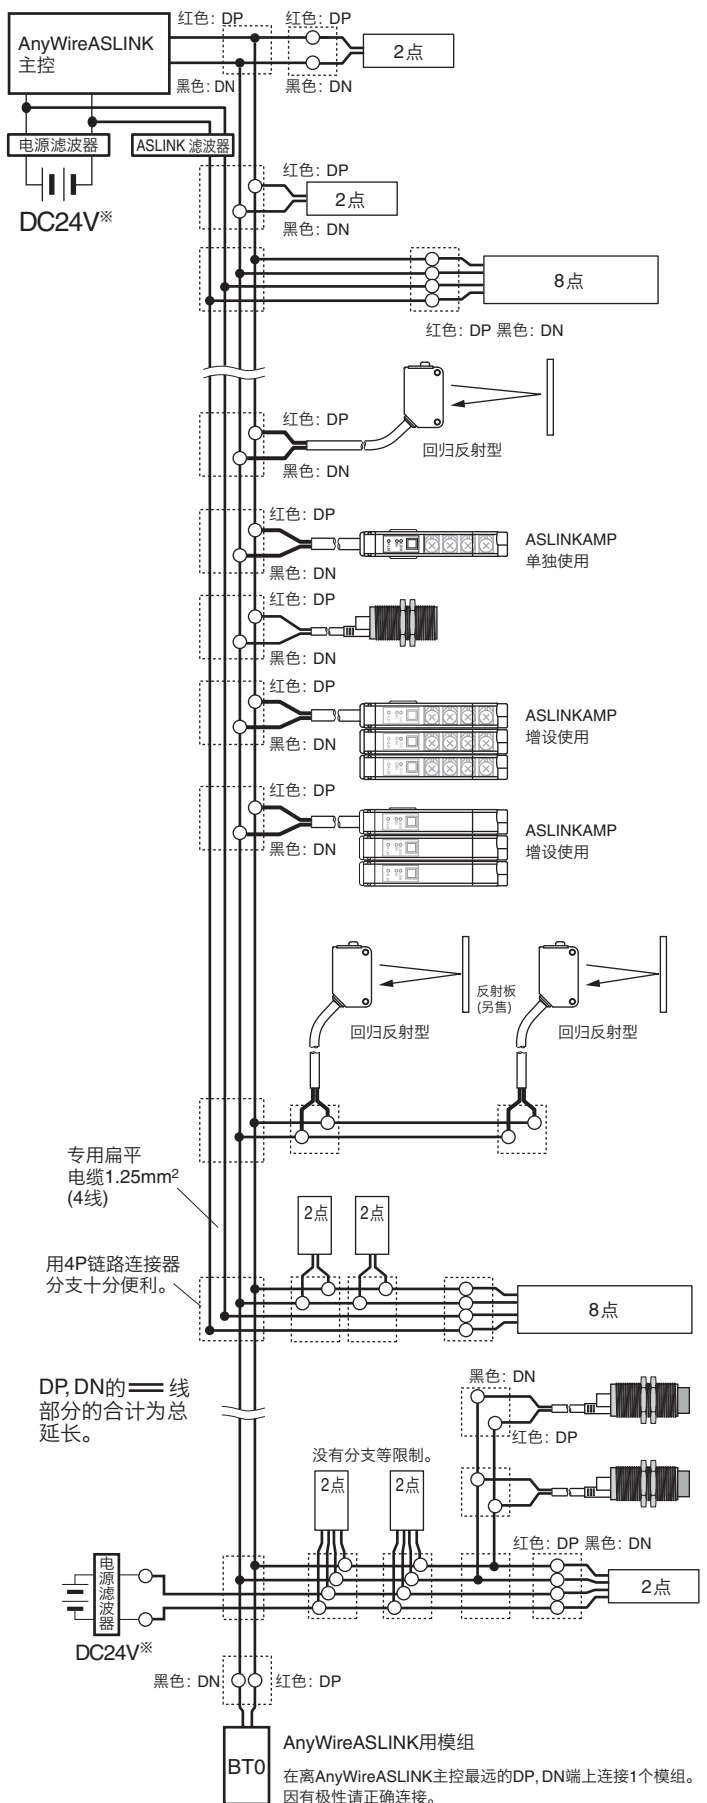 红色: DP
红色: DP
AnyWireASLINK
主控
2点
黑色: DN
黑色: DN
电源滤波器
ASLINK 滤波器
红色: DP
2点
DC24V※
黑色: DN
8点
红色: DP 黑色: DN
红色: DP
回归反射型
黑色: DN
红色: DP
ASLINKAMP
单独使用
黑色: DN
红色: DP
黑色: DN
红色: DP
ASLINKAMP
增设使用
黑色: DN
红色: DP
ASLINKAMP
增设使用
黑色: DN
反射板
(另售)
回归反射型
回归反射型
专用扁平
电缆1.25mm²
(4线)
2点
2点
用4P链路连接器
分支十分便利。
8点
DP, DN的 线
部分的合计为总
延长。
黑色: DN
红色: DP
没有分支等限制。
2点
2点
红色: DP 黑色: DN
电源滤波器
2点
DC24V※
黑色: DN
红色: DP
BT0
AnyWireASLINK用模组
在离AnyWireASLINK主控最远的DP, DN端上连接1个模组。
因有极性请正确连接。